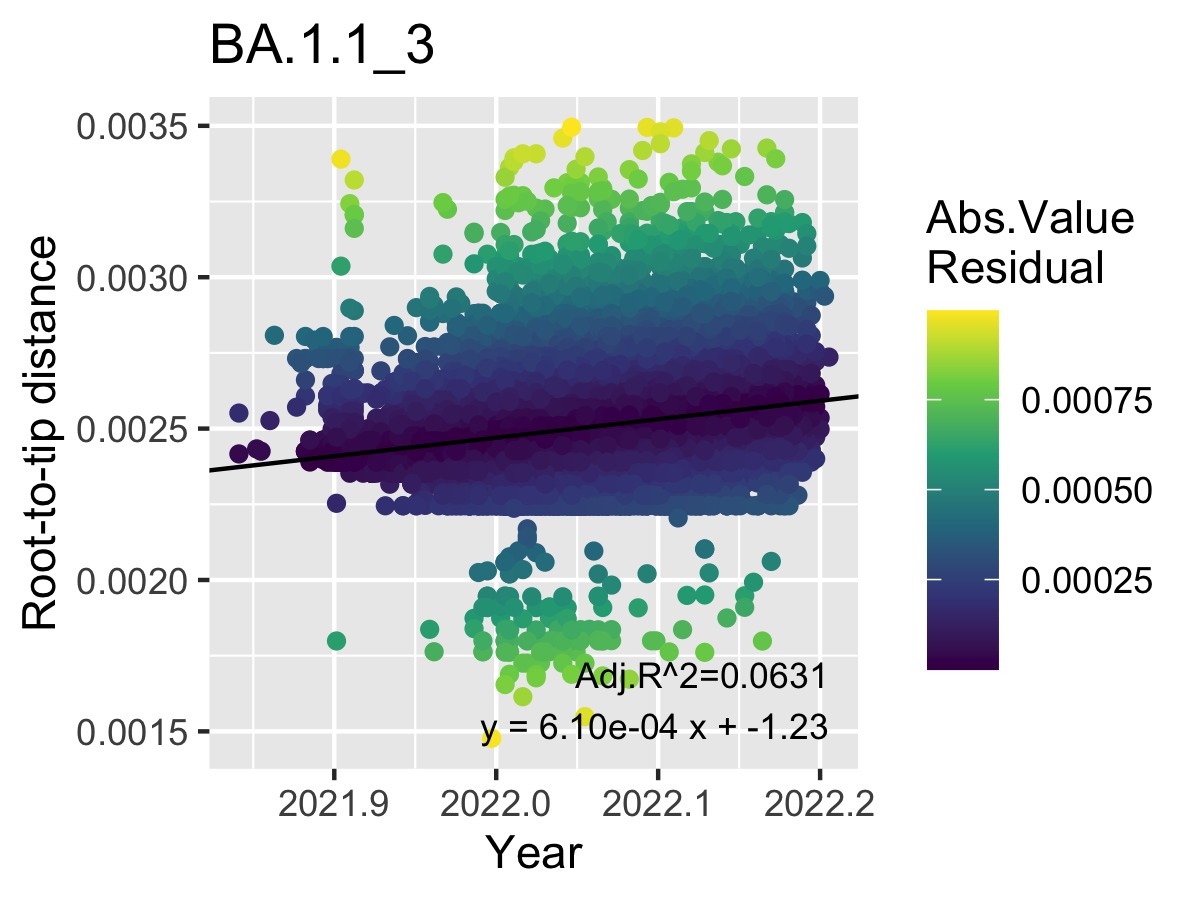 BA.1.1_3
0.0035
0.0030
0.0025
0.0020
0.0015
Root-to-tip distance
Adj.R^2=0.0631
y = 6.10e-04 x + -1.23
2021.9 2022.0 2022.1 2022.2
Year
Abs.Value
Residual
0.00075
0.00050
0.00025